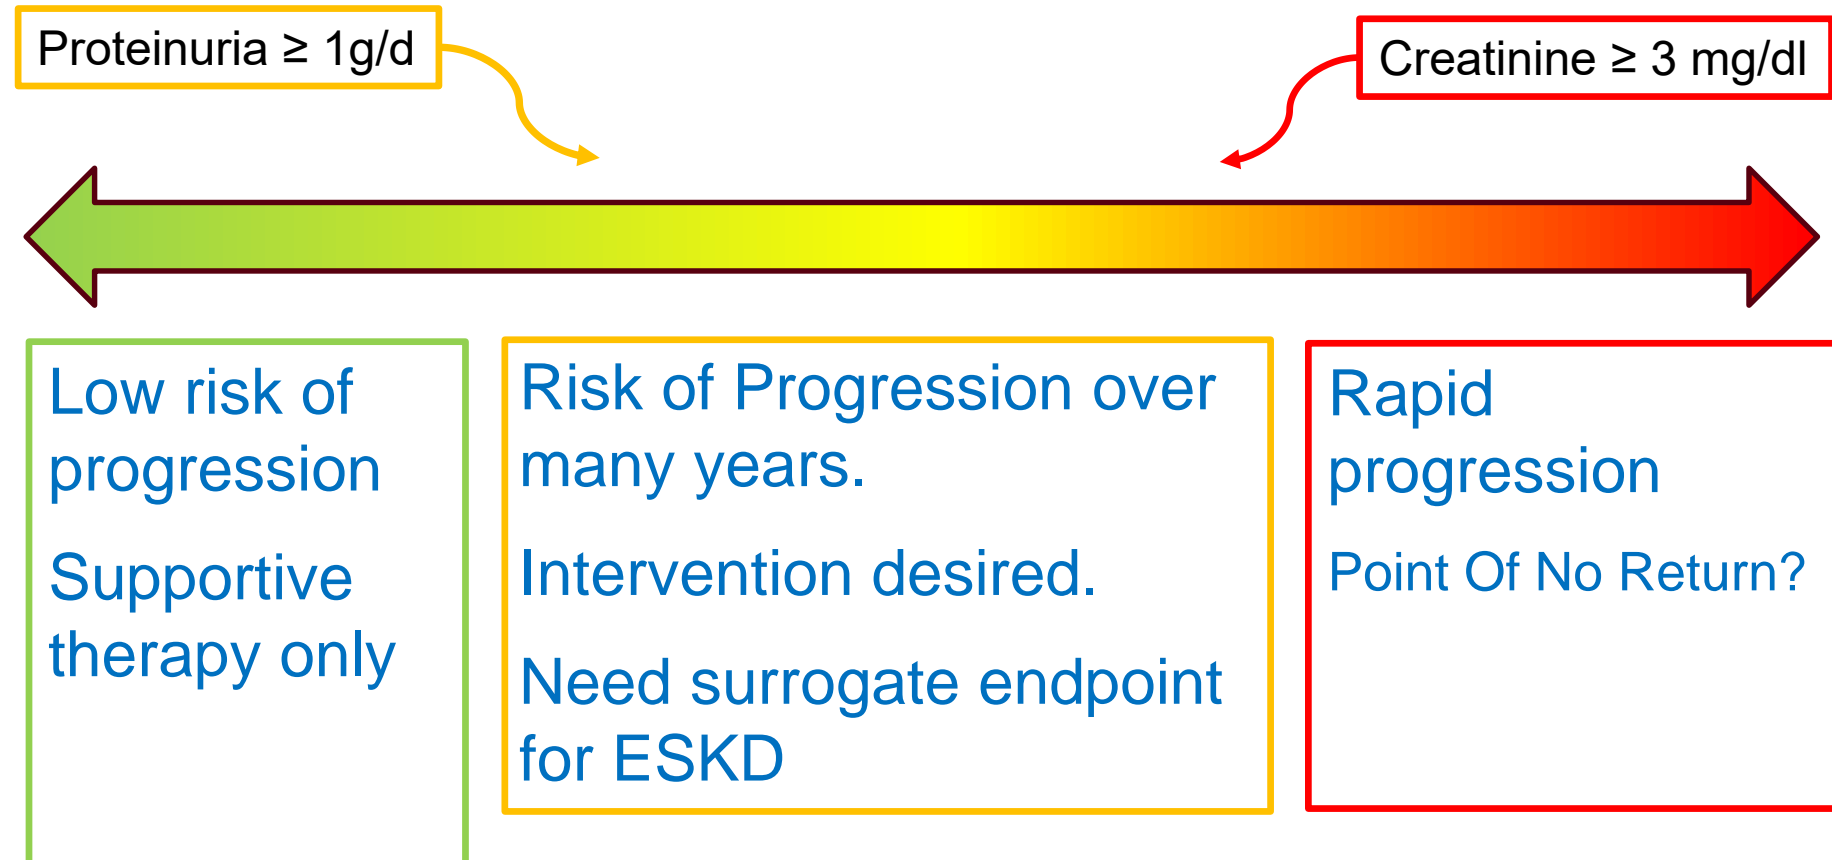 Proteinuria ≥ 1g/d
Creatinine ≥ 3 mg/dl
Low risk of
progression
Supportive
therapy only
Risk of Progression over
many years.
Intervention desired.
Need surrogate endpoint
for ESKD
Rapid
progression
Point Of No Return?